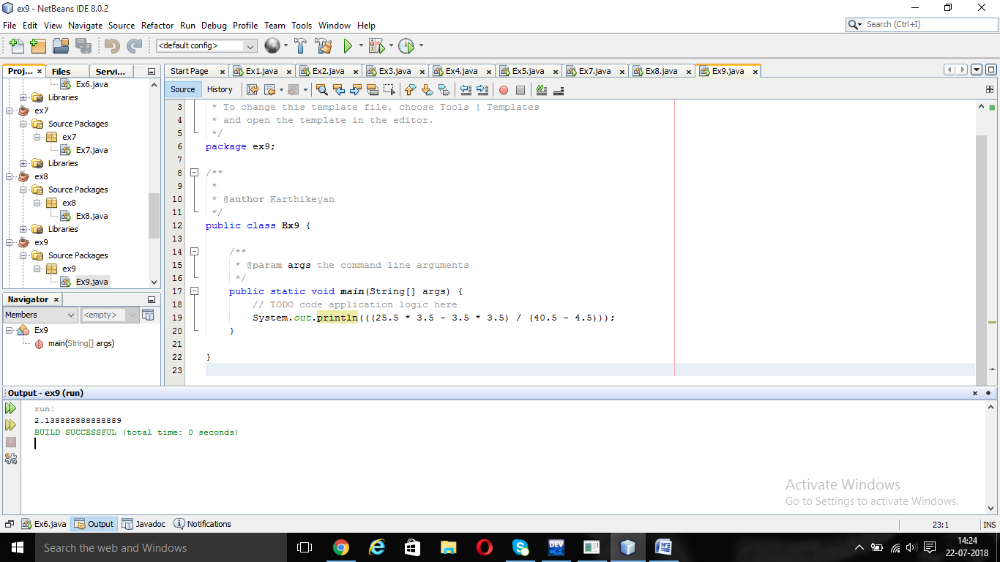 ex9 - NetBeans IDE 8.0.2
File Edit View Navigate Source Refactor Run Debug Profile Team Tools Window Help
Search (Ctrl+I)
<default config>
Proj... × Files Servi...
Ex6.java
Libraries
ex7
Source Packages
ex7
Ex7.java
Libraries
ex8
Source Packages
ex8
Ex8.java
Libraries
ex9
Source Packages
ex9
Ex9.java
Navigator ×
Members <empty>
Ex9
main(String[] args)
Start Page × Ex1.java × Ex2.java × Ex3.java × Ex4.java × Ex5.java × Ex7.java × Ex8.java × Ex9.java ×
Source History
3 * To change this template file, choose Tools | Templates
4 * and open the template in the editor.
5 */
6 package ex9;
7
8 /**
9 *
10 * @author Karthikeyan
11 */
12 public class Ex9 {
13
14 /**
15 * @param args the command line arguments
16 */
17 public static void main(String[] args) {
18 // TODO code application logic here
19 System.out.println(((25.5 * 3.5 - 3.5 * 3.5) / (40.5 - 4.5)));
20 }
21
22 }
23
Output - ex9 (run)
run:
2.138888888888889
BUILD SUCCESSFUL (total time: 0 seconds)
Activate Windows
Go to Settings to activate Windows.
Ex6.java Output Javadoc Notifications
23:1 INS
Search the web and Windows
DEV
14:24
22-07-2018